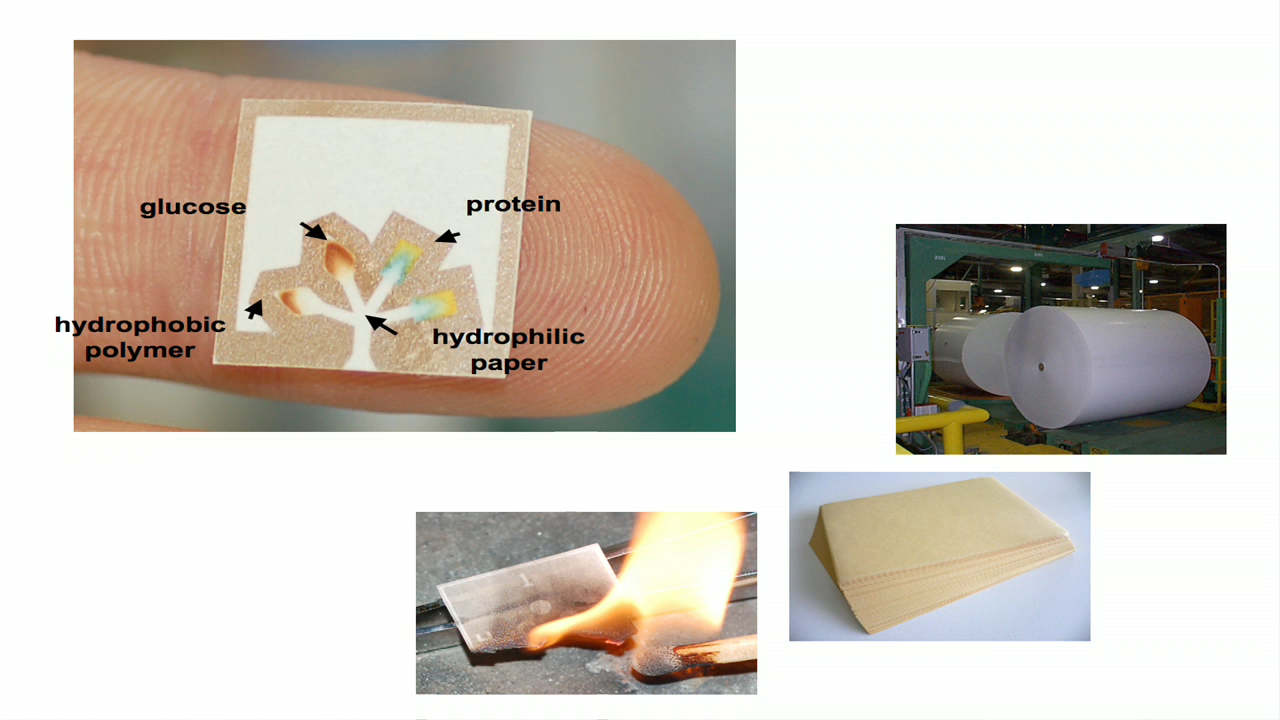 glucose
protein
hydrophobic
polymer
hydrophilic
paper